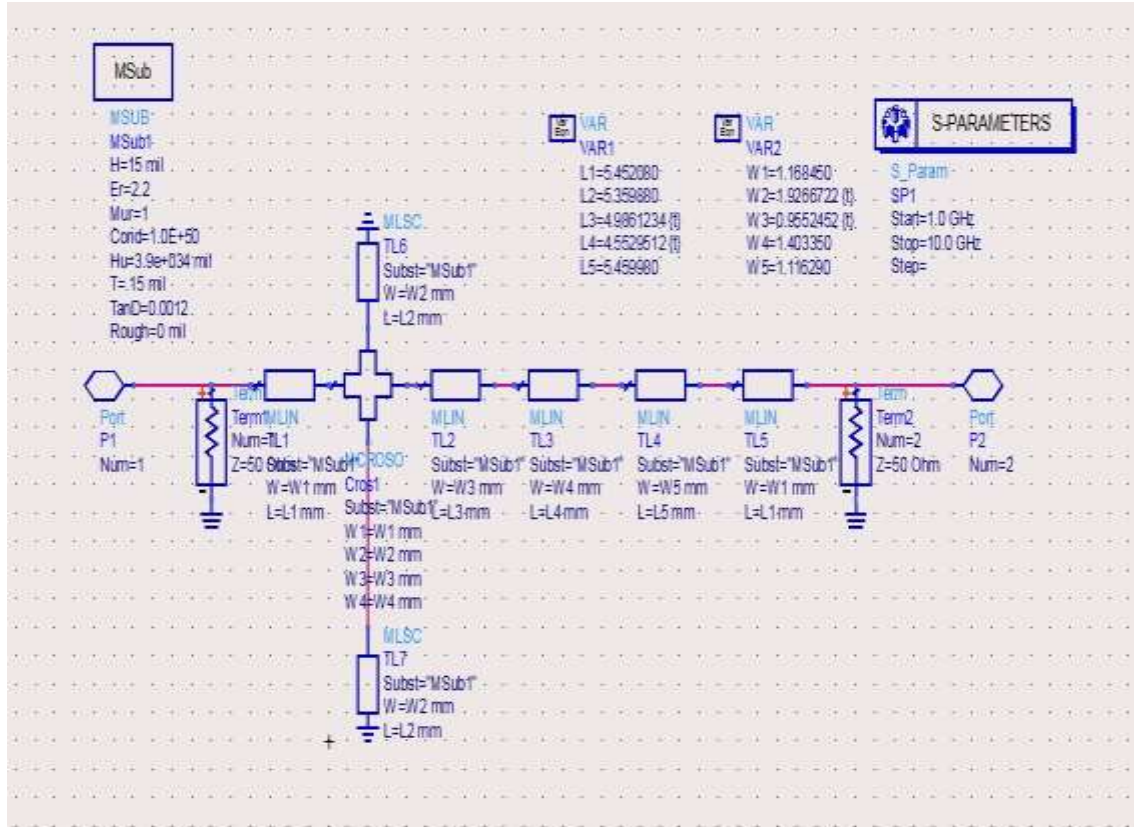 MSub
MSUB
MSub1
H=15 mil
Er=2.2
Mur=1
Cond=1.0E+50
Hu=3.9e+034 mil
T=.15 mil
TanD=0.0012
Rough=0 mil
Var
Eqn
VAR
VAR1
L1=5.452080
L2=5.359880
L3=4.9861234 {t}
L4=4.5529512 {t}
L5=5.459980
Var
Eqn
VAR
VAR2
W1=1.168450
W2=1.9266722 {t}
W3=0.9552452 {t}
W4=1.403350
W5=1.116290
S-PARAMETERS
S_Param
SP1
Start=1.0 GHz
Stop=10.0 GHz
Step=
MLSC
TL6
Subst="MSub1"
W=W2 mm
L=L2 mm
Port
P1
Num=1
Term
Term1
Num=1
Z=50 Ohm
MLIN
TL1
Subst="MSub1"
W=W1 mm
L=L1 mm
MCROSO
Cros1
Subst="MSub1"
W1=W1 mm
W2=W2 mm
W3=W3 mm
W4=W4 mm
MLIN
TL2
Subst="MSub1"
W=W3 mm
L=L3 mm
MLIN
TL3
Subst="MSub1"
W=W4 mm
L=L4 mm
MLIN
TL4
Subst="MSub1"
W=W5 mm
L=L5 mm
MLIN
TL5
Subst="MSub1"
W=W1 mm
L=L1 mm
Term
Term2
Num=2
Z=50 Ohm
Port
P2
Num=2
MLSC
TL7
Subst="MSub1"
W=W2 mm
L=L2 mm